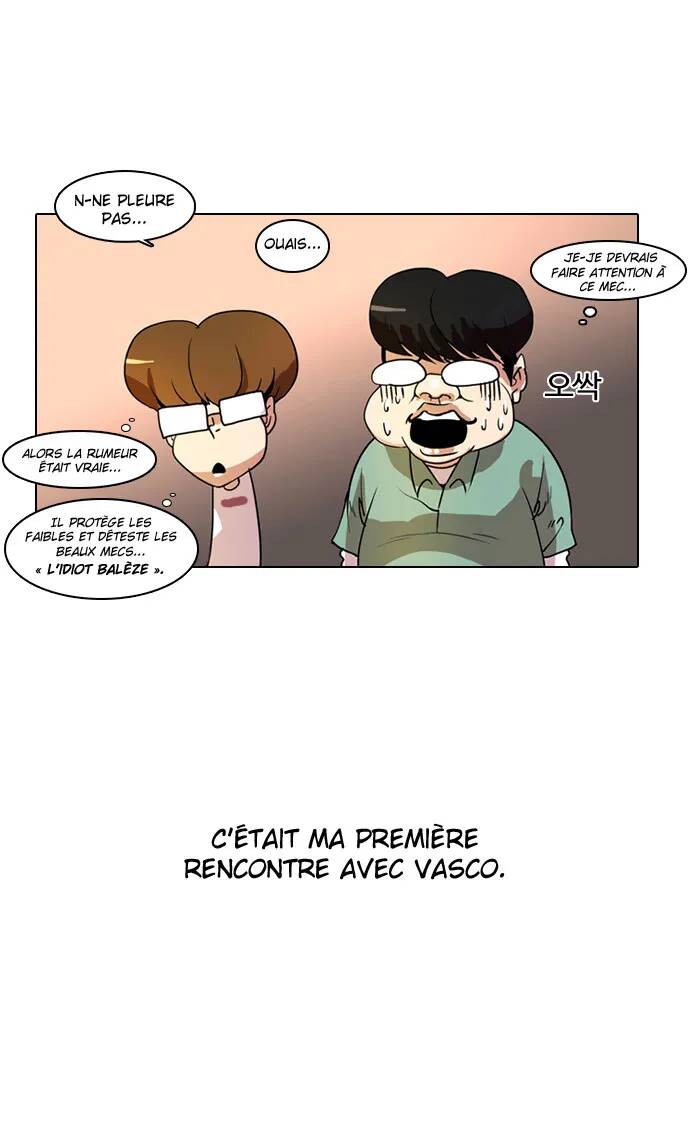 N-NE PLEURE
PAS...
OUAIS...
JE-JE DEVRAIS
FAIRE ATTENTION À
CE MEC...
오싹
ALORS LA RUMEUR
ÉTAIT VRAIE...
IL PROTÈGE LES
FAIBLES ET DÉTESTE LES
BEAUX MECS...
« L'IDIOT BALÈZE ».
C'ÉTAIT MA PREMIÈRE
RENCONTRE AVEC VASCO.